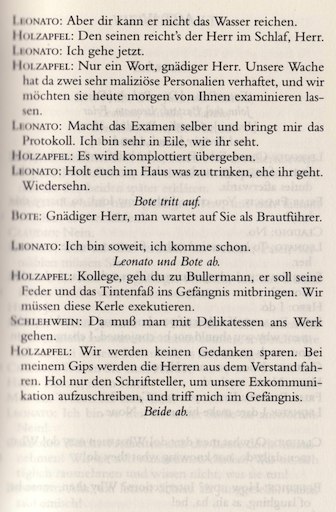 LEONATO: Aber dir kann er nicht das Wasser reichen.
HOLZAPFEL: Den seinen reicht's der Herr im Schlaf, Herr.
LEONATO: Ich gehe jetzt.
HOLZAPFEL: Nur ein Wort, gnädiger Herr. Unsere Wache
hat da zwei sehr maliziöse Personalien verhaftet, und wir
möchten sie heute morgen von Ihnen examinieren las-
sen.
LEONATO: Macht das Examen selber und bringt mir das
Protokoll. Ich bin sehr in Eile, wie ihr seht.
HOLZAPFEL: Es wird komplottiert übergeben.
LEONATO: Holt euch im Haus was zu trinken, ehe ihr geht.
Wiedersehn.
Bote tritt auf.
BOTE: Gnädiger Herr, man wartet auf Sie als Brautführer.
LEONATO: Ich bin soweit, ich komme schon.
Leonato und Bote ab.
HOLZAPFEL: Kollege, geh du zu Bullermann, er soll seine
Feder und das Tintenfaß ins Gefängnis mitbringen. Wir
müssen diese Kerle exekutieren.
SCHLEHWEIN: Da muß man mit Delikatessen ans Werk
gehen.
HOLZAPFEL: Wir werden keinen Gedanken sparen. Bei
meinem Gips werden die Herren aus dem Verstand fah-
ren. Hol nur den Schriftsteller, um unsere Exkommuni-
kation aufzuschreiben, und triff mich im Gefängnis.
Beide ab.